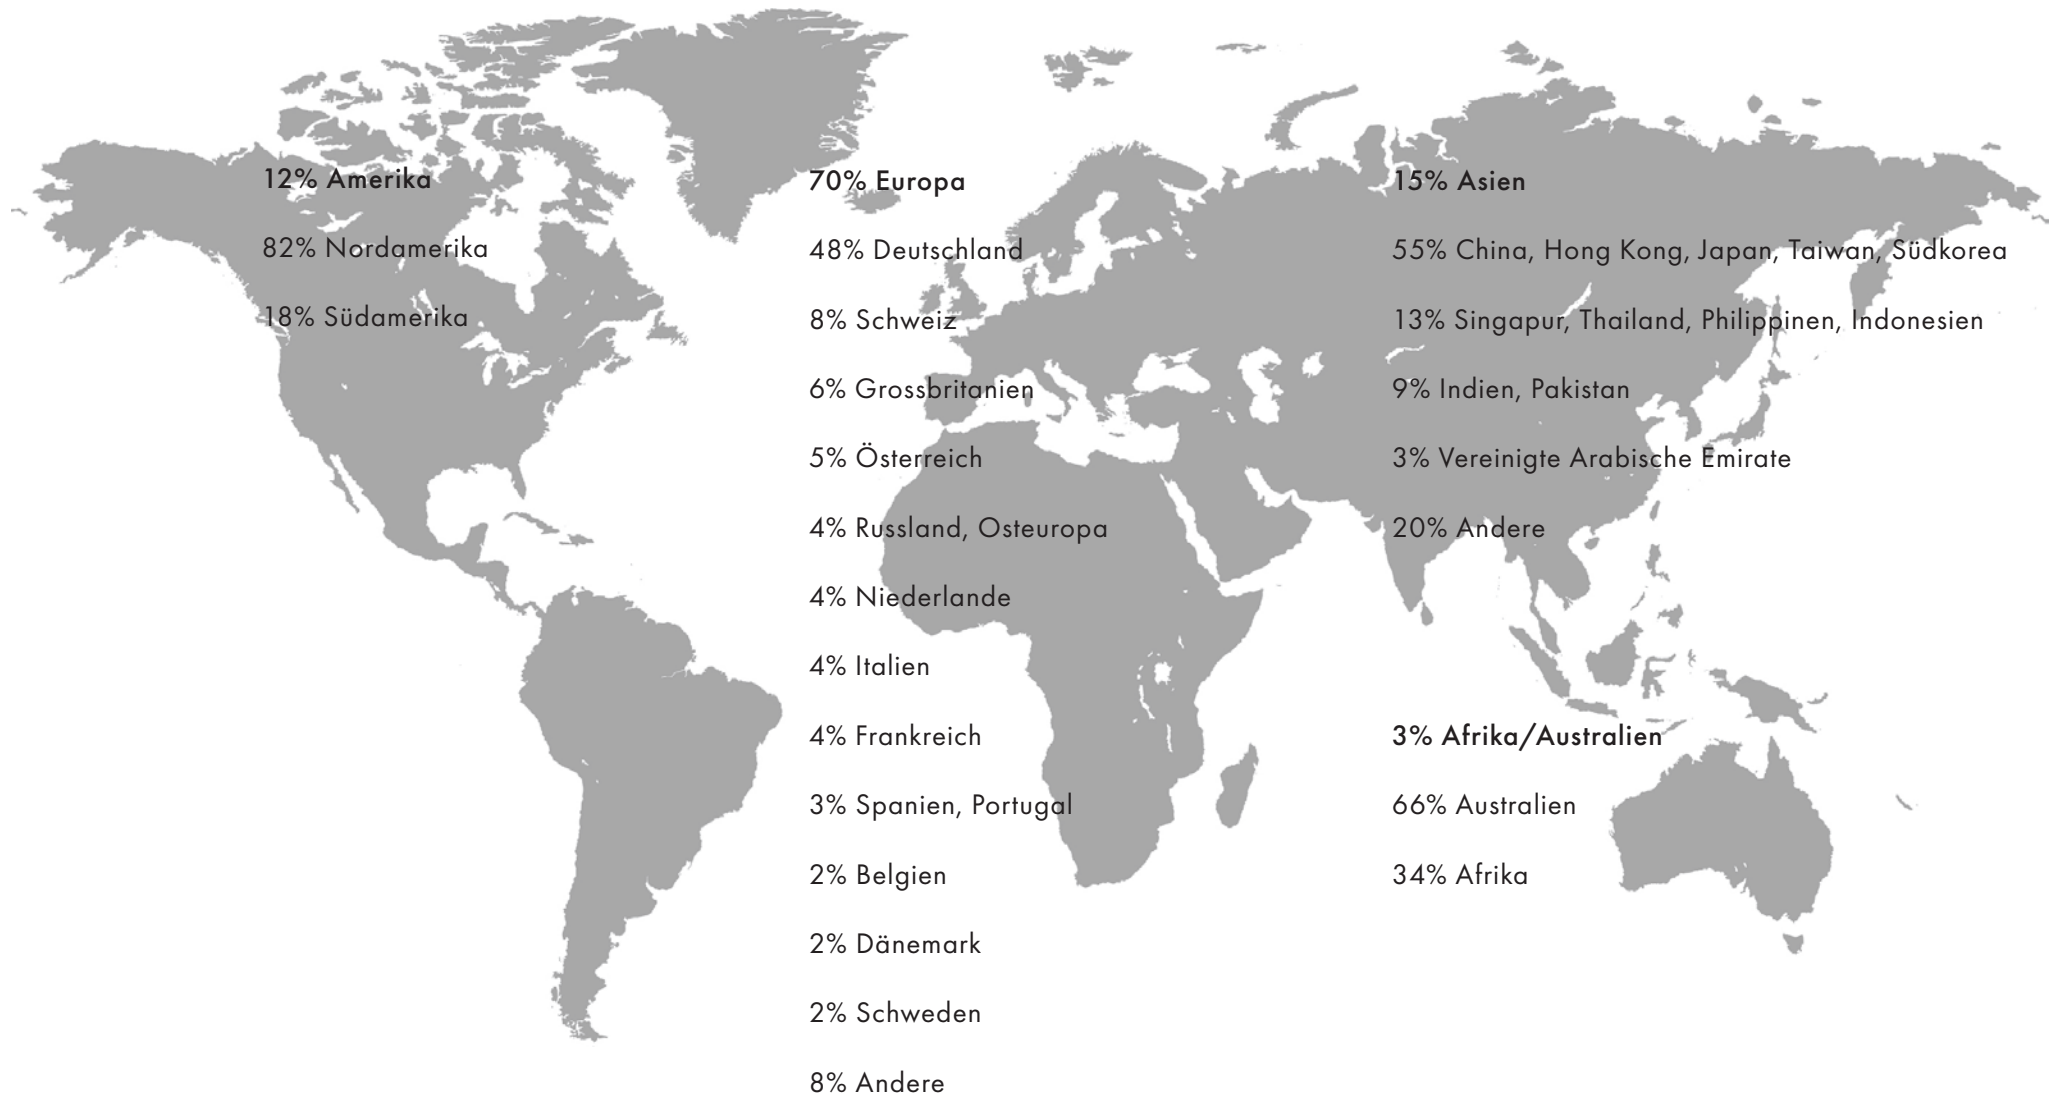 12% Amerika
82% Nordamerika
18% Südamerika
70% Europa
48% Deutschland
8% Schweiz
6% Grossbritanien
5% Österreich
4% Russland, Osteuropa
4% Niederlande
4% Italien
4% Frankreich
3% Spanien, Portugal
2% Belgien
2% Dänemark
2% Schweden
8% Andere
15% Asien
55% China, Hong Kong, Japan, Taiwan, Südkorea
13% Singapur, Thailand, Philippinen, Indonesien
9% Indien, Pakistan
3% Vereinigte Arabische Emirate
20% Andere
3% Afrika/Australien
66% Australien
34% Afrika